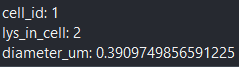 cell_id: 1
lys_in_cell: 2
diameter_um: 0.3909749856591225